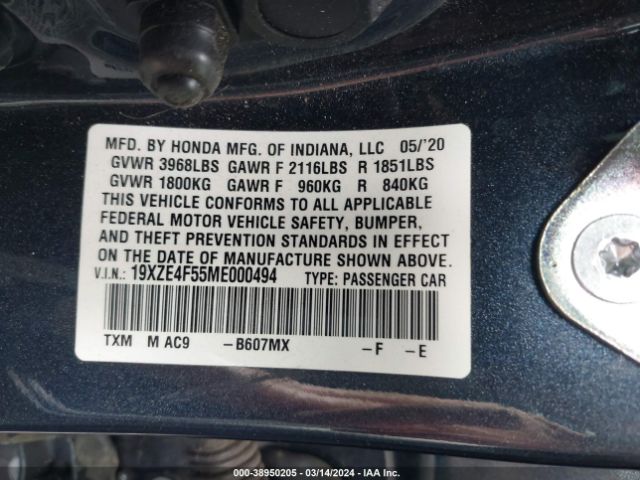 MFD. BY HONDA MFG. OF INDIANA, LLC 05/'20
GVWR 3968LBS GAWR F 2116LBS R 1851LBS
GVWR 1800KG GAWR F 960KG R 840KG
THIS VEHICLE CONFORMS TO ALL APPLICABLE
FEDERAL MOTOR VEHICLE SAFETY, BUMPER,
AND THEFT PREVENTION STANDARDS IN EFFECT
ON THE DATE OF MANUFACTURE SHOWN ABOVE.
V.I.N.: 19XZE4F55ME000494 TYPE: PASSENGER CAR
TXM M AC9 -B607MX -F -E
000-38950205 - 03/14/2024 - IAA Inc.